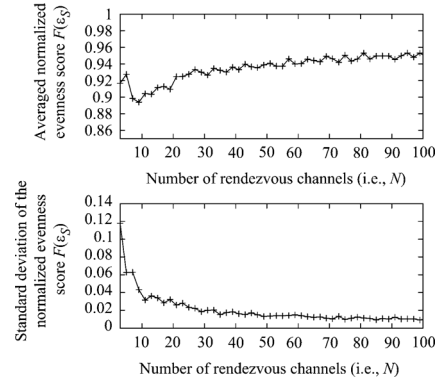 Averaged normalized
evenness score F(εS)
1
0.98
0.96
0.94
0.92
0.9
0.88
0.86
10 20 30 40 50 60 70 80 90 100
Number of rendezvous channels (i.e., N)
Standard deviation of the
normalized evenness
score F(εS)
0.14
0.12
0.1
0.08
0.06
0.04
0.02
0
10 20 30 40 50 60 70 80 90 100
Number of rendezvous channels (i.e., N)